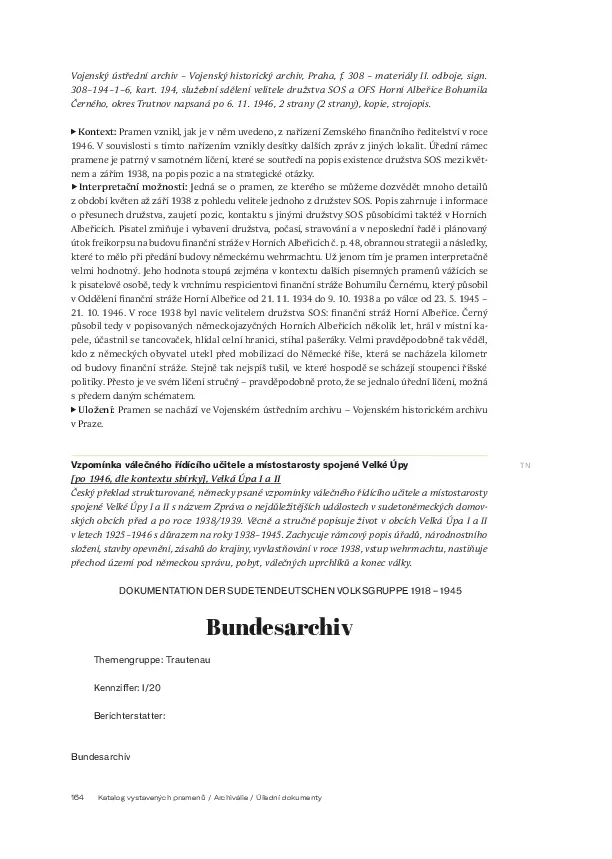 Vojenský ústřední archiv – Vojenský historický archiv, Praha, f. 308 – materiály II. odboje, sign.
308–194–1–6, kart. 194, služební sdělení velitele družstva SOS a OFS Horní Albeřice Bohumila
Černého, okres Trutnov napsaná po 6. 11. 1946, 2 strany (2 strany), kopie, strojopis.
▶ Kontext: Pramen vznikl, jak je v něm uvedeno, z nařízení Zemského finančního ředitelství v roce
1946. V souvislosti s tímto nařízením vznikly desítky dalších zpráv z jiných lokalit. Úřední rámec
pramene je patrný v samotném líčení, které se soustředí na popis existence družstva SOS mezi květ-
nem a zářím 1938, na popis pozic a na strategické otázky.
▶ Interpretační možnosti: Jedná se o pramen, ze kterého se můžeme dozvědět mnoho detailů
z období květen až září 1938 z pohledu velitele jednoho z družstev SOS. Popis zahrnuje i informace
o přesunech družstva, zaujetí pozic, kontaktu s jinými družstvy SOS působícími taktéž v Horních
Albeřicích. Pisatel zmiňuje i vybavení družstva, počasí, stravování a v neposlední řadě i plánovaný
útok freikorpsu na budovu finanční stráže v Horních Albeřicích č. p. 48, obrannou strategii a následky,
které to mělo při předání budovy německému wehrmachtu. Už jenom tím je pramen interpretačně
velmi hodnotný. Jeho hodnota stoupá zejména v kontextu dalších písemných pramenů vážících se
k pisatelově osobě, tedy k vrchnímu respicientovi finanční stráže Bohumilu Černému, který působil
v Oddělení finanční stráže Horní Albeřice od 21. 11. 1934 do 9. 10. 1938 a po válce od 23. 5. 1945 –
21. 10. 1946. V roce 1938 byl navíc velitelem družstva SOS: finanční stráž Horní Albeřice. Černý
působil tedy v popisovaných německojazyčných Horních Albeřicích několik let, hrál v místní ka-
pele, účastnil se tancovaček, hlídal celní hranici, stíhal pašeráky. Velmi pravděpodobně tak věděl,
kdo z německých obyvatel utekl před mobilizací do Německé říše, která se nacházela kilometr
od budovy finanční stráže. Stejně tak nejspíš tušil, ve které hospodě se scházejí stoupenci říšské
politiky. Přesto je ve svém líčení stručný – pravděpodobně proto, že se jednalo úřední líčení, možná
s předem daným schématem.
▶ Uložení: Pramen se nachází ve Vojenském ústředním archivu – Vojenském historickém archivu
v Praze.
Vzpomínka válečného řídícího učitele a místostarosty spojené Velké Úpy
TN
[po 1946, dle kontextu sbírky], Velká Úpa I a II
Český překlad strukturované, německy psané vzpomínky válečného řídícího učitele a místostarosty
spojené Velké Úpy I a II s názvem Zpráva o nejdůležitějších událostech v sudetoněmeckých domov-
ských obcích před a po roce 1938/1939. Věcně a stručně popisuje život v obcích Velká Úpa I a II
v letech 1925–1946 s důrazem na roky 1938–1945. Zachycuje rámcový popis úřadů, národnostního
složení, stavby opevnění, zásahů do krajiny, vyvlastňování v roce 1938, vstup wehrmachtu, nastiňuje
přechod území pod německou správu, pobyt, válečných uprchlíků a konec války.
DOKUMENTATION DER SUDETENDEUTSCHEN VOLKSGRUPPE 1918 – 1945
Bundesarchiv
Themengruppe: Trautenau
Kennziffer: I/20
Berichterstatter:
Bundesarchiv
164 Katalog vystavených pramenů / Archiválie / Úřední dokumenty